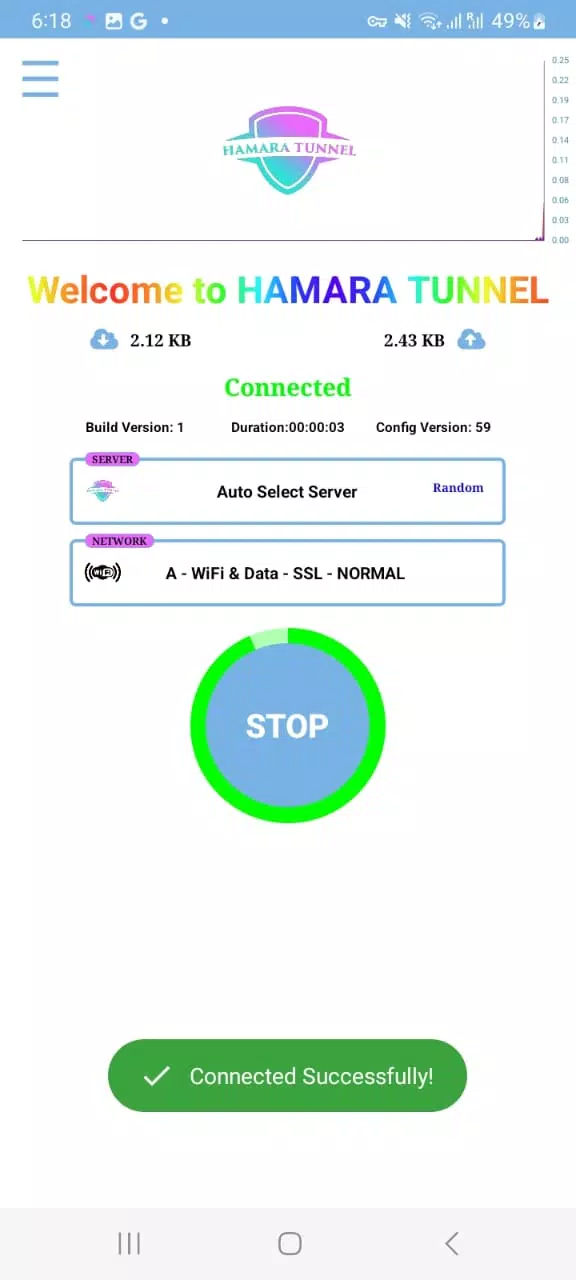 6:18 G 49%
0.25
0.22
0.19
0.17
0.14
0.11
0.08
0.06
0.03
0.00
HAMARA TUNNEL
Welcome to HAMARA TUNNEL
2.12 KB 2.43 KB
Connected
Build Version: 1 Duration:00:00:03 Config Version: 59
SERVER
Auto Select Server Random
NETWORK
WiFi A - WiFi & Data - SSL - NORMAL
STOP
Connected Successfully!